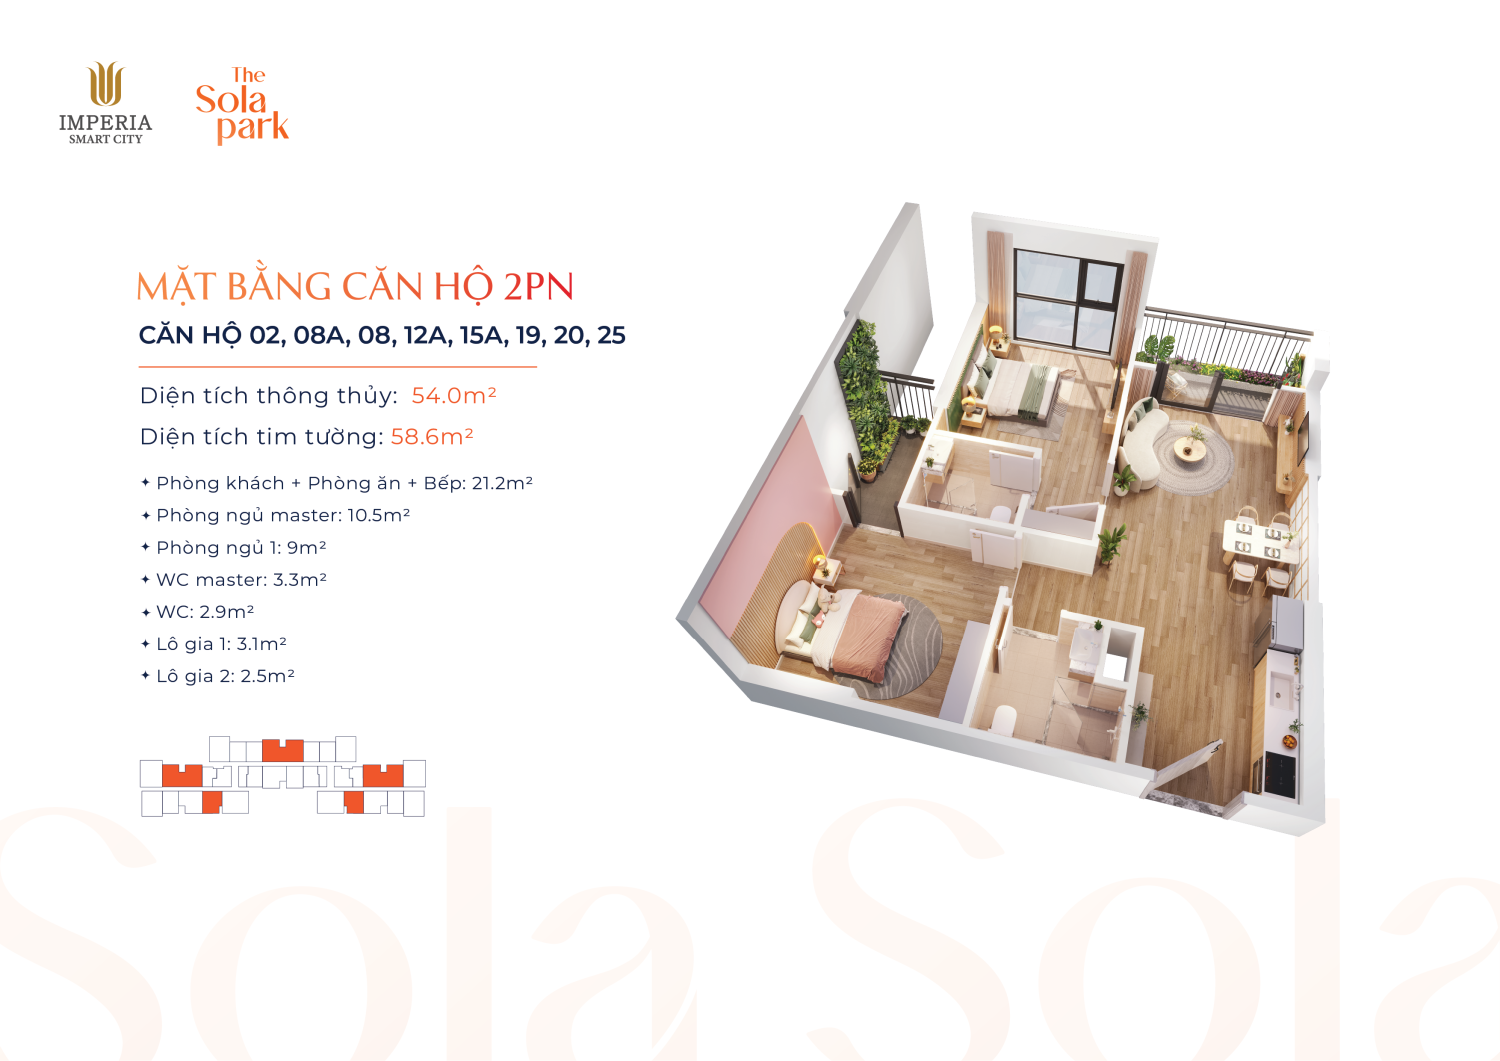 IMPERIA
SMART CITY
The
Sola
park
MẶT BẰNG CĂN HỘ 2PN
CĂN HỘ 02, 08A, 08, 12A, 15A, 19, 20, 25
Diện tích thông thủy: 54.0m²
Diện tích tim tường: 58.6m²
✦ Phòng khách + Phòng ăn + Bếp: 21.2m²
✦ Phòng ngủ master: 10.5m²
✦ Phòng ngủ 1: 9m²
✦ WC master: 3.3m²
✦ WC: 2.9m²
✦ Lô gia 1: 3.1m²
✦ Lô gia 2: 2.5m²
Sola Sola